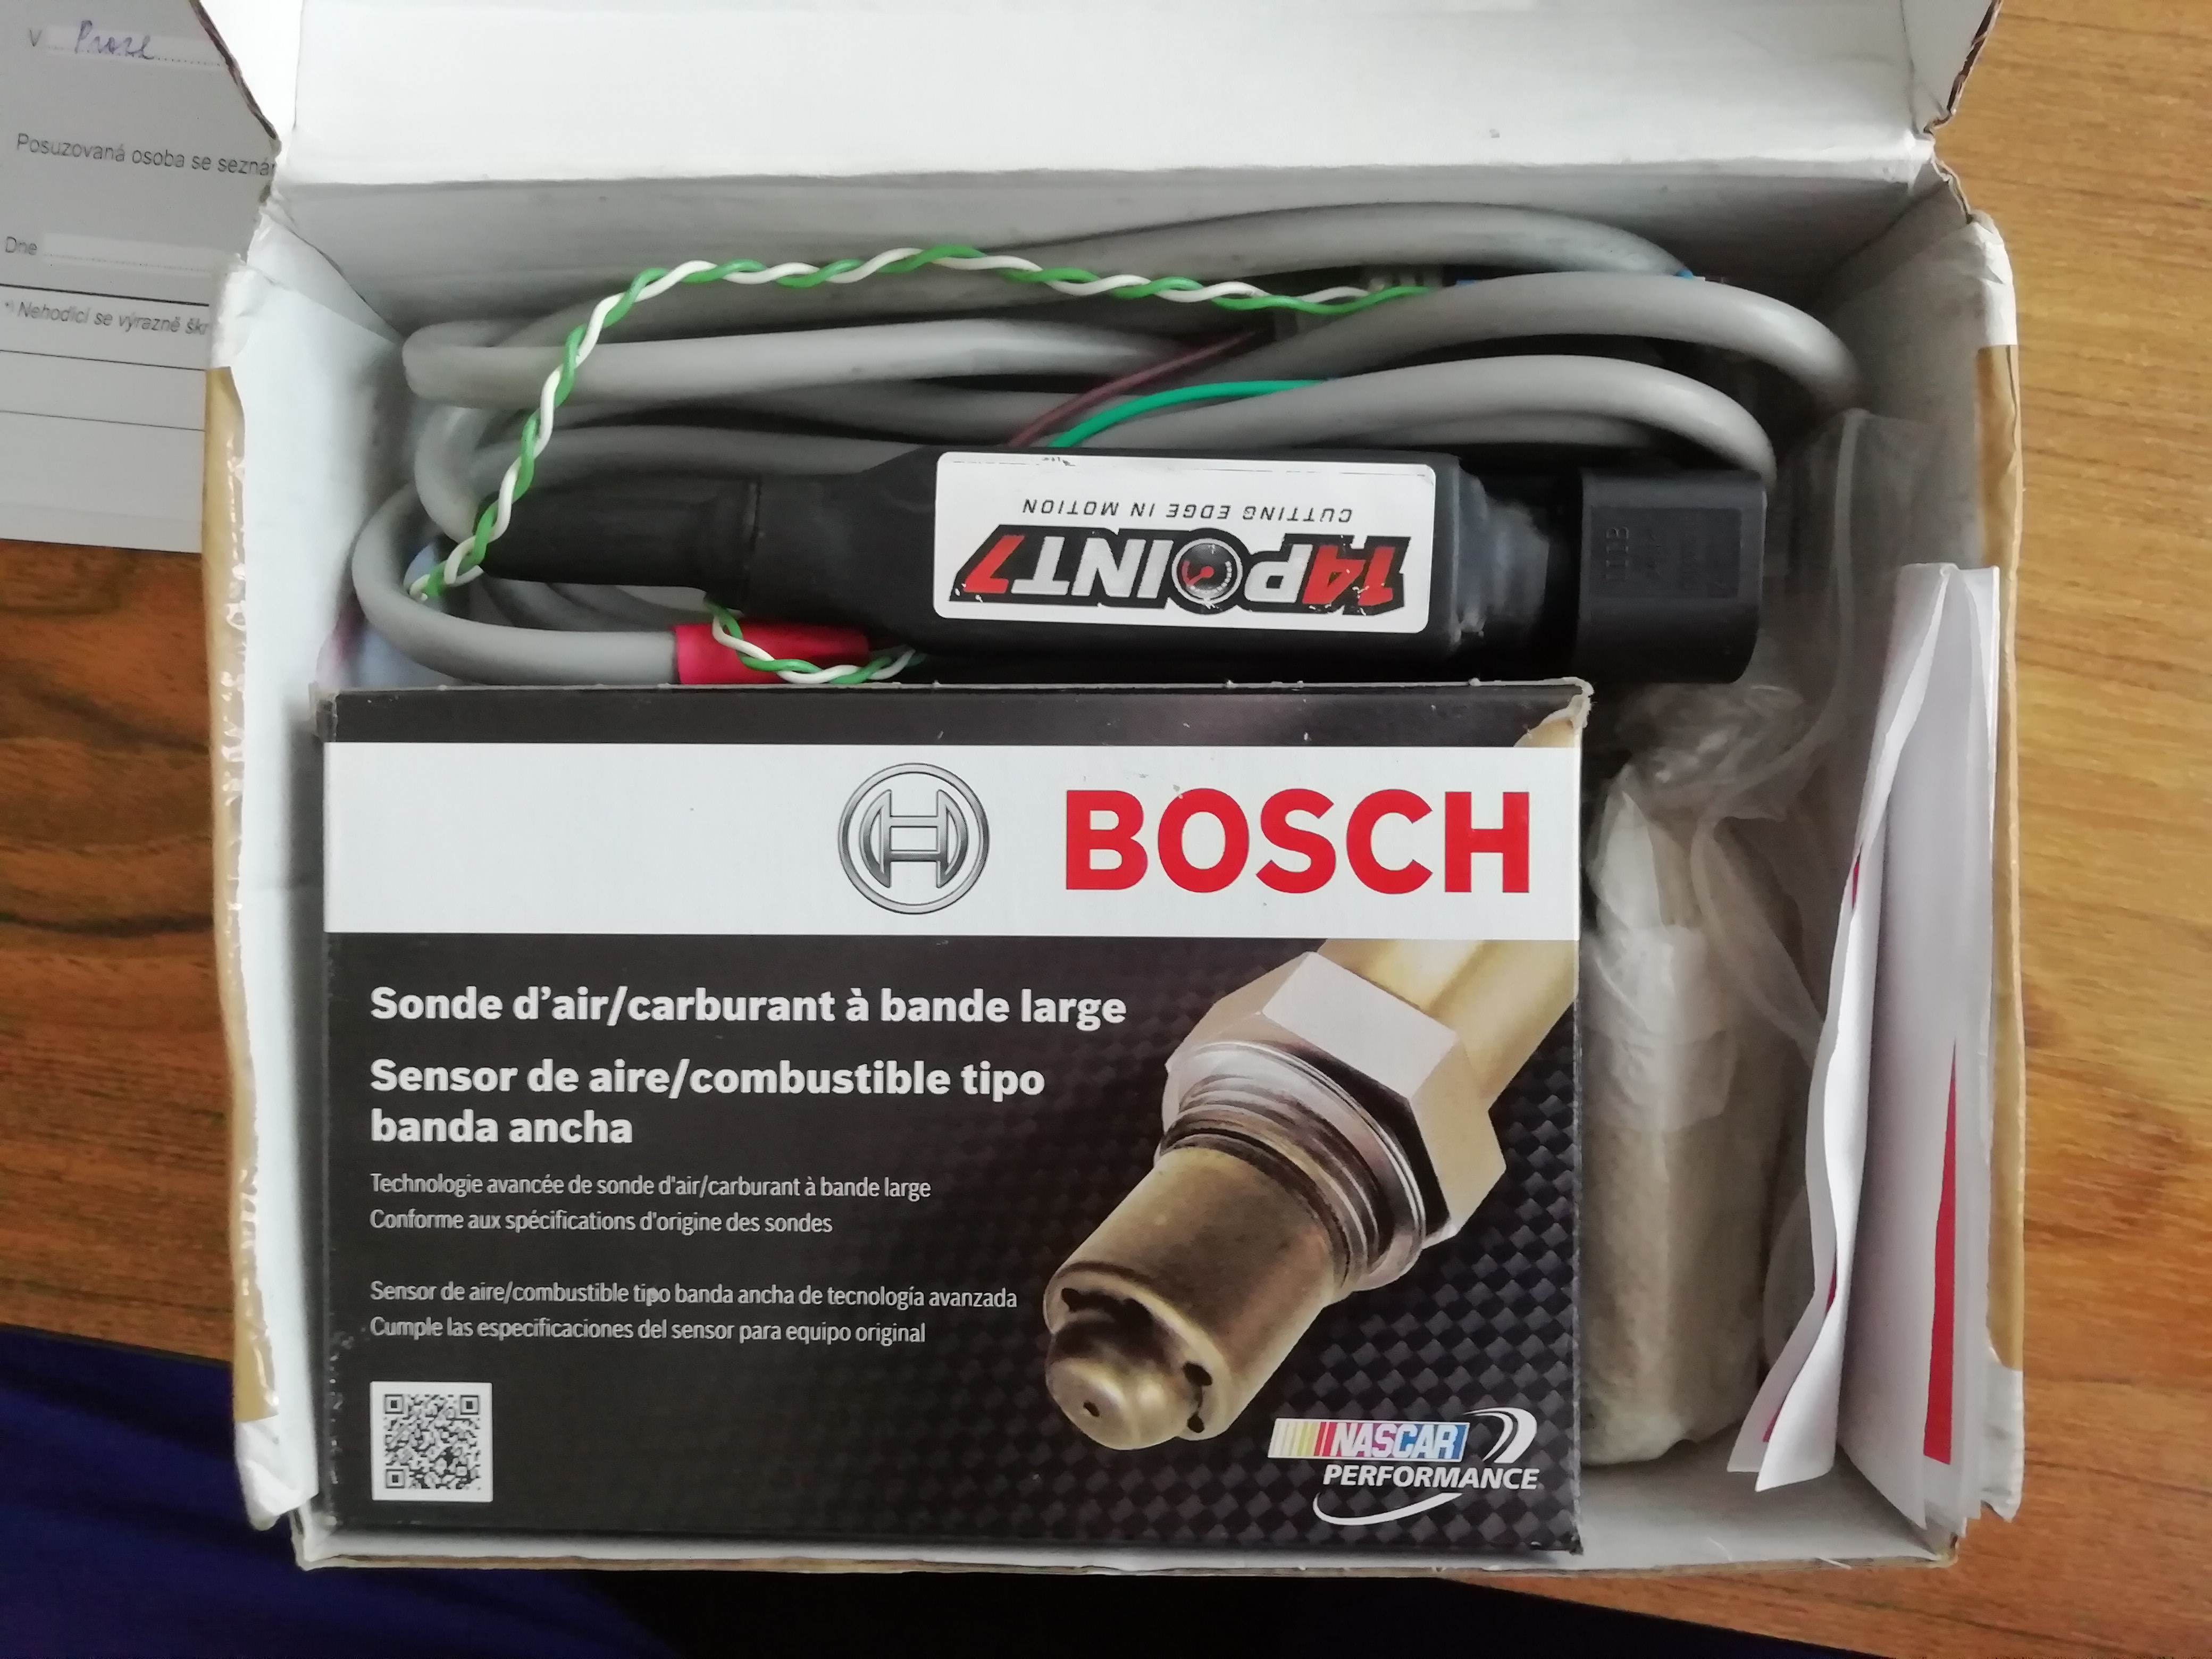 V Praze
Posuzovaná osoba se seznám
Dne
*) Nehodící se výrazně škr
CUTTING EDGE IN MOTION
14POINT7
BOSCH
Sonde d'air/carburant à bande large
Sensor de aire/combustible tipo
banda ancha
Technologie avancée de sonde d'air/carburant à bande large
Conforme aux spécifications d'origine des sondes
Sensor de aire/combustible tipo banda ancha de tecnología avanzada
Cumple las especificaciones del sensor para equipo original
NASCAR
PERFORMANCE